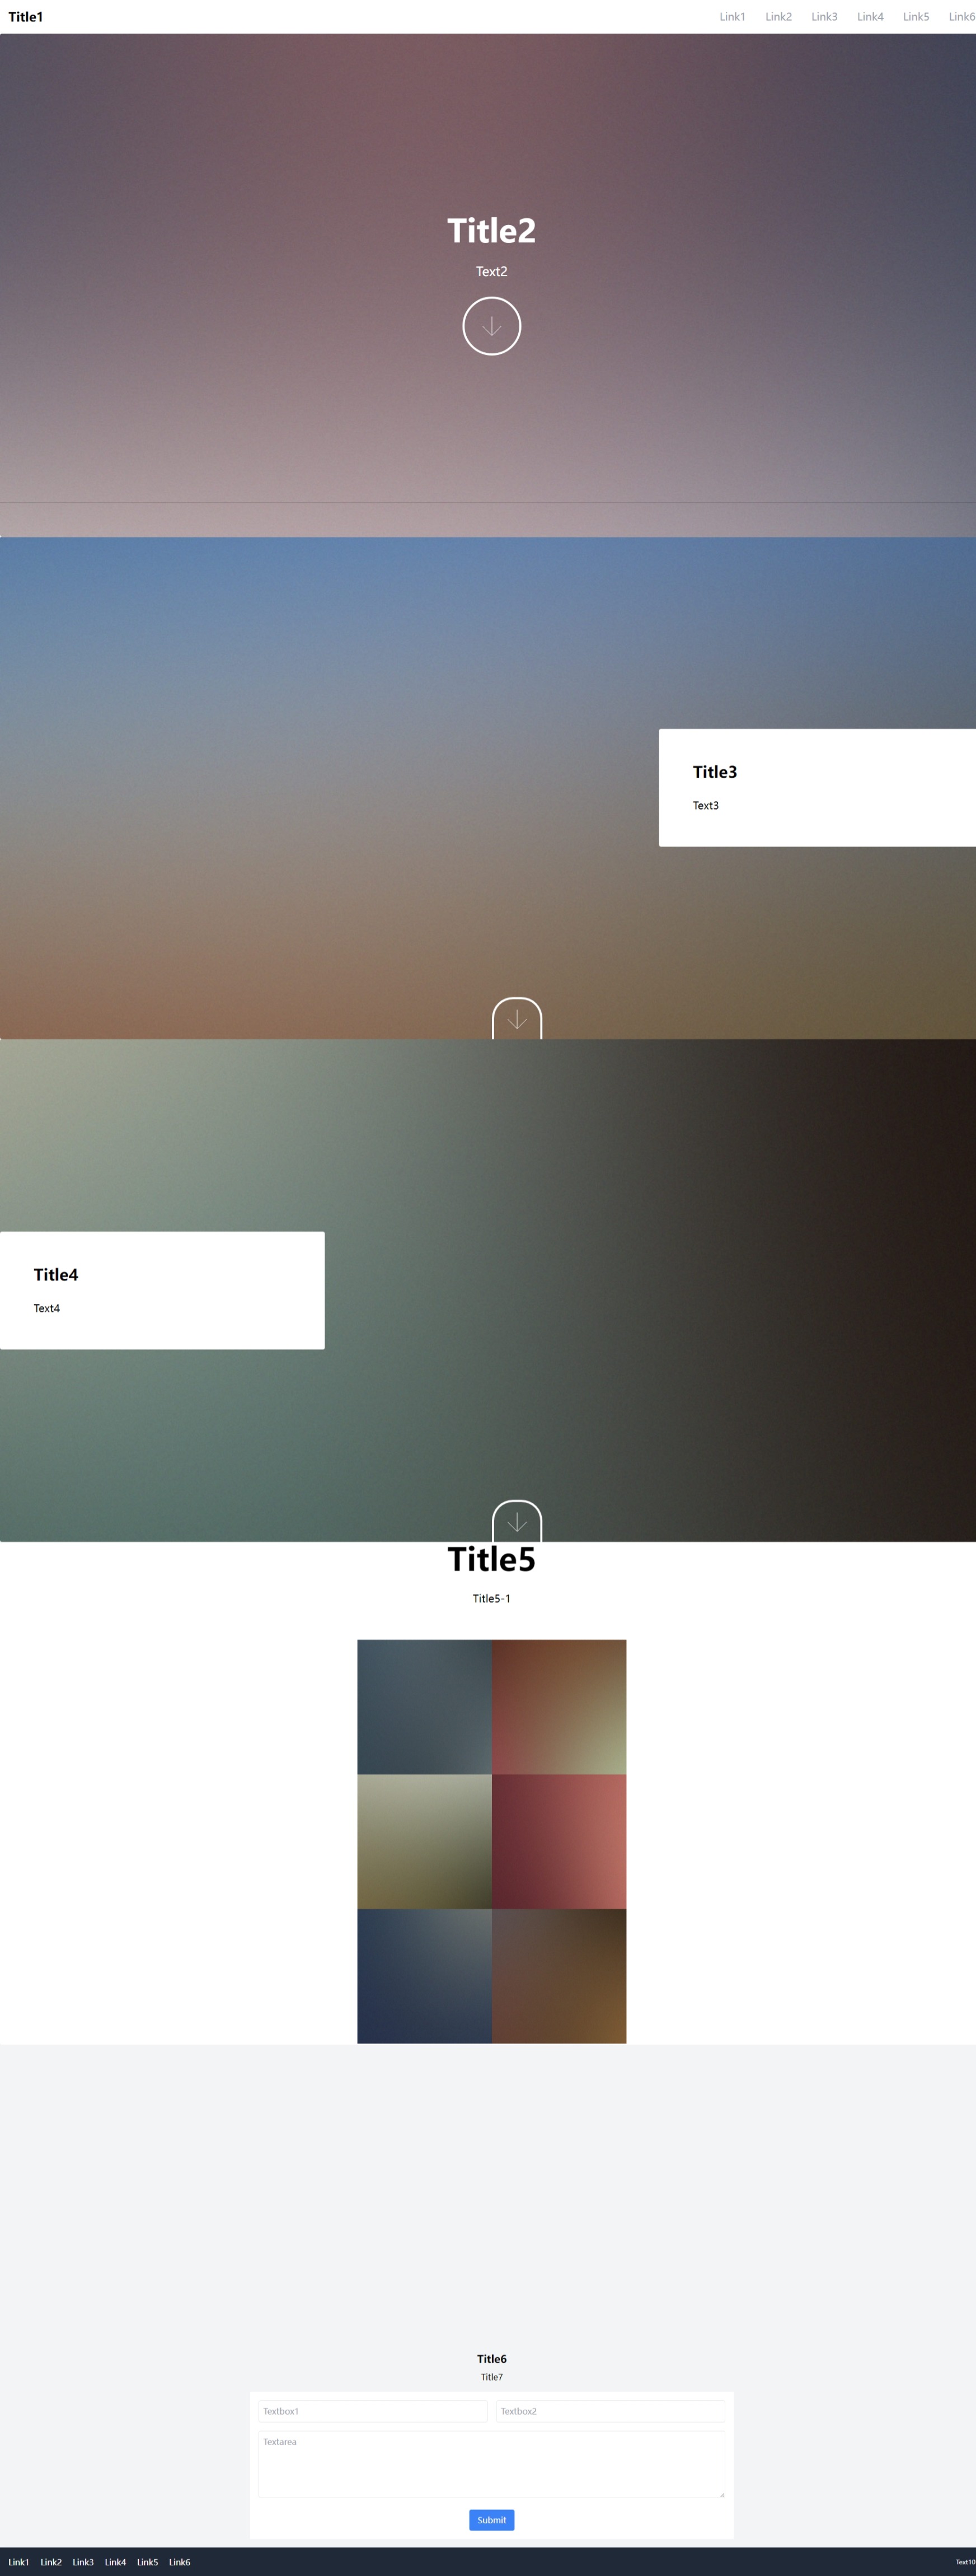 Title1 Link1 Link2 Link3 Link4 Link5 Link6
Title2
Text2
Title3
Text3
Title4
Text4
Title5
Title5-1
Title6
Title7
Textbox1 Textbox2
Textarea
Submit
Link1 Link2 Link3 Link4 Link5 Link6 Text10